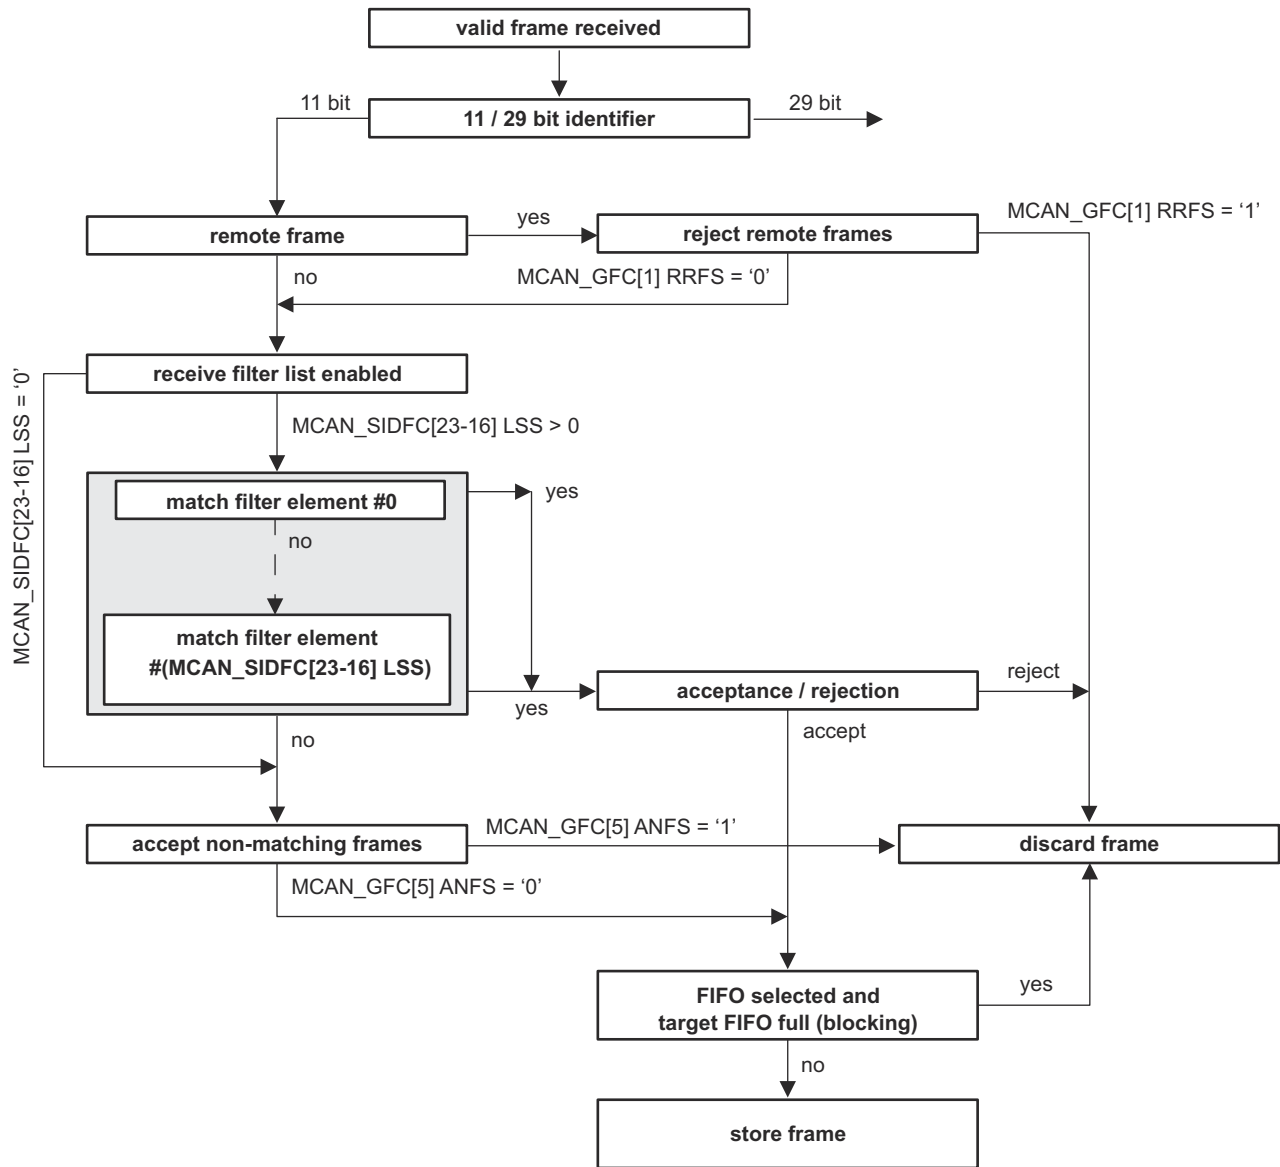 valid frame received
11 bit
11 / 29 bit identifier
29 bit
remote frame
yes
reject remote frames
MCAN_GFC[1] RRFS = ‘1’
no
MCAN_GFC[1] RRFS = ‘0’
receive filter list enabled
MCAN_SIDFC[23-16] LSS = ‘0’
MCAN_SIDFC[23-16] LSS > 0
match filter element #0
yes
no
match filter element
#(MCAN_SIDFC[23-16] LSS)
yes
acceptance / rejection
reject
no
accept
accept non-matching frames
MCAN_GFC[5] ANFS = ‘1’
discard frame
MCAN_GFC[5] ANFS = ‘0’
FIFO selected and
target FIFO full (blocking)
yes
no
store frame